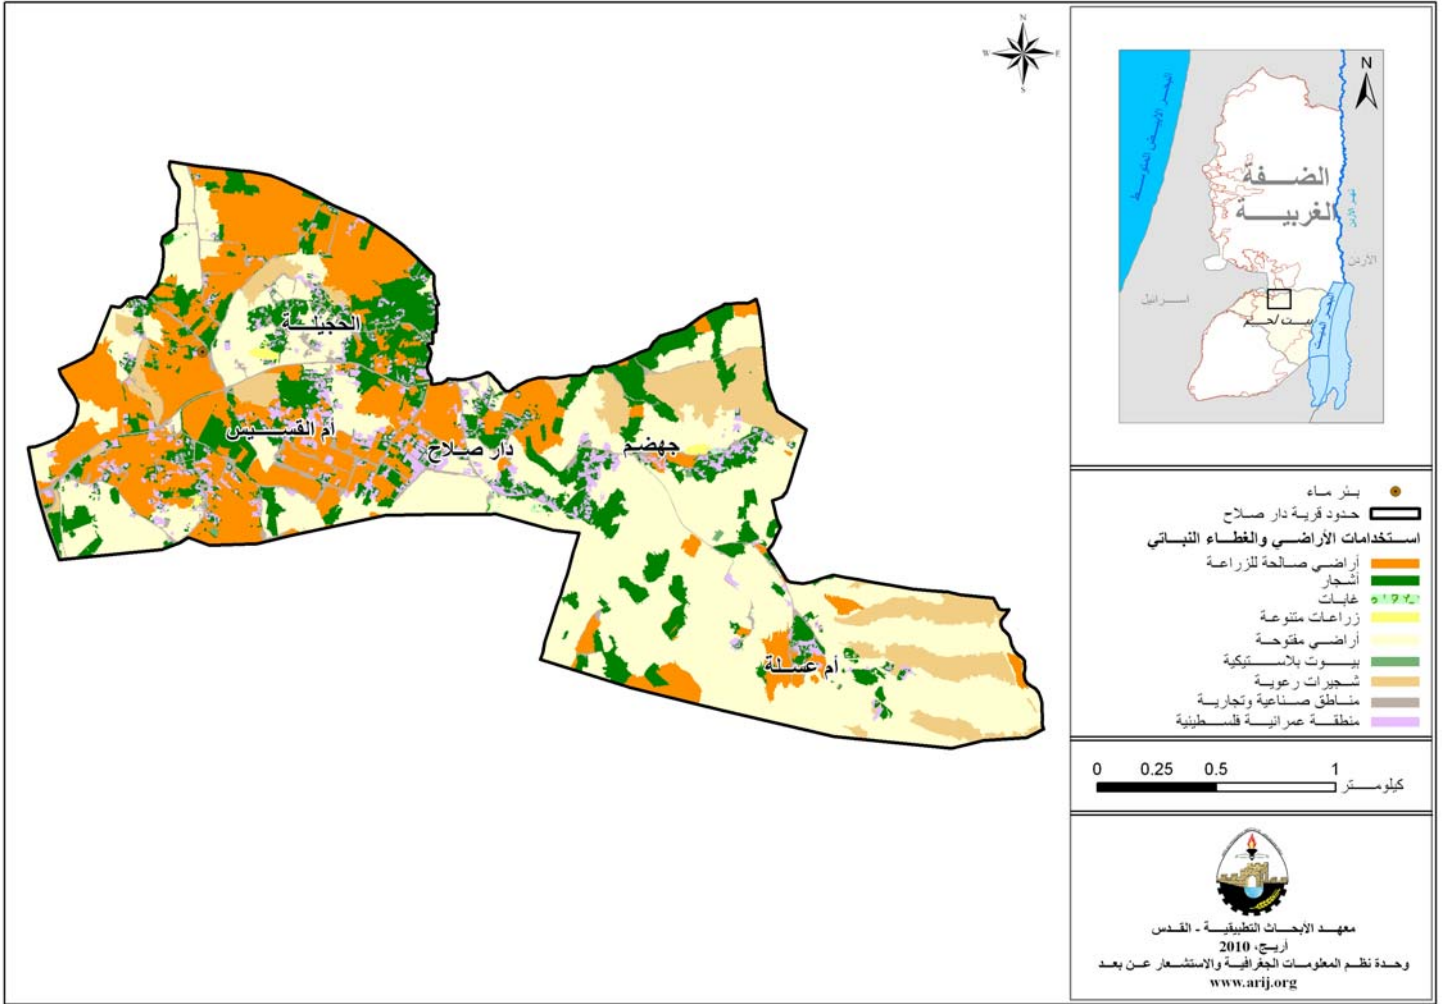 N
W
E
S
الحجيلة
أم القسيس
دار صلاح
جهضم
أم عسلة
N
البحر الأبيض المتوسط
الضفة
الغربية
نهر الأردن
الأردن
اسرائيل
بيت لحم
البحر الميت
بئر ماء
حدود قرية دار صلاح
استخدامات الأراضي والغطاء النباتي
أراضي صالحة للزراعة
أشجار
غابات
زراعات متنوعة
أراضي مفتوحة
بيوت بلاستيكية
شجيرات رعوية
مناطق صناعية وتجارية
منطقة عمرانية فلسطينية
0 0.25 0.5 1
كيلومتر
معهد الأبحاث التطبيقية - القدس
أريج، 2010
وحدة نظم المعلومات الجغرافية والاستشعار عن بعد
www.arij.org